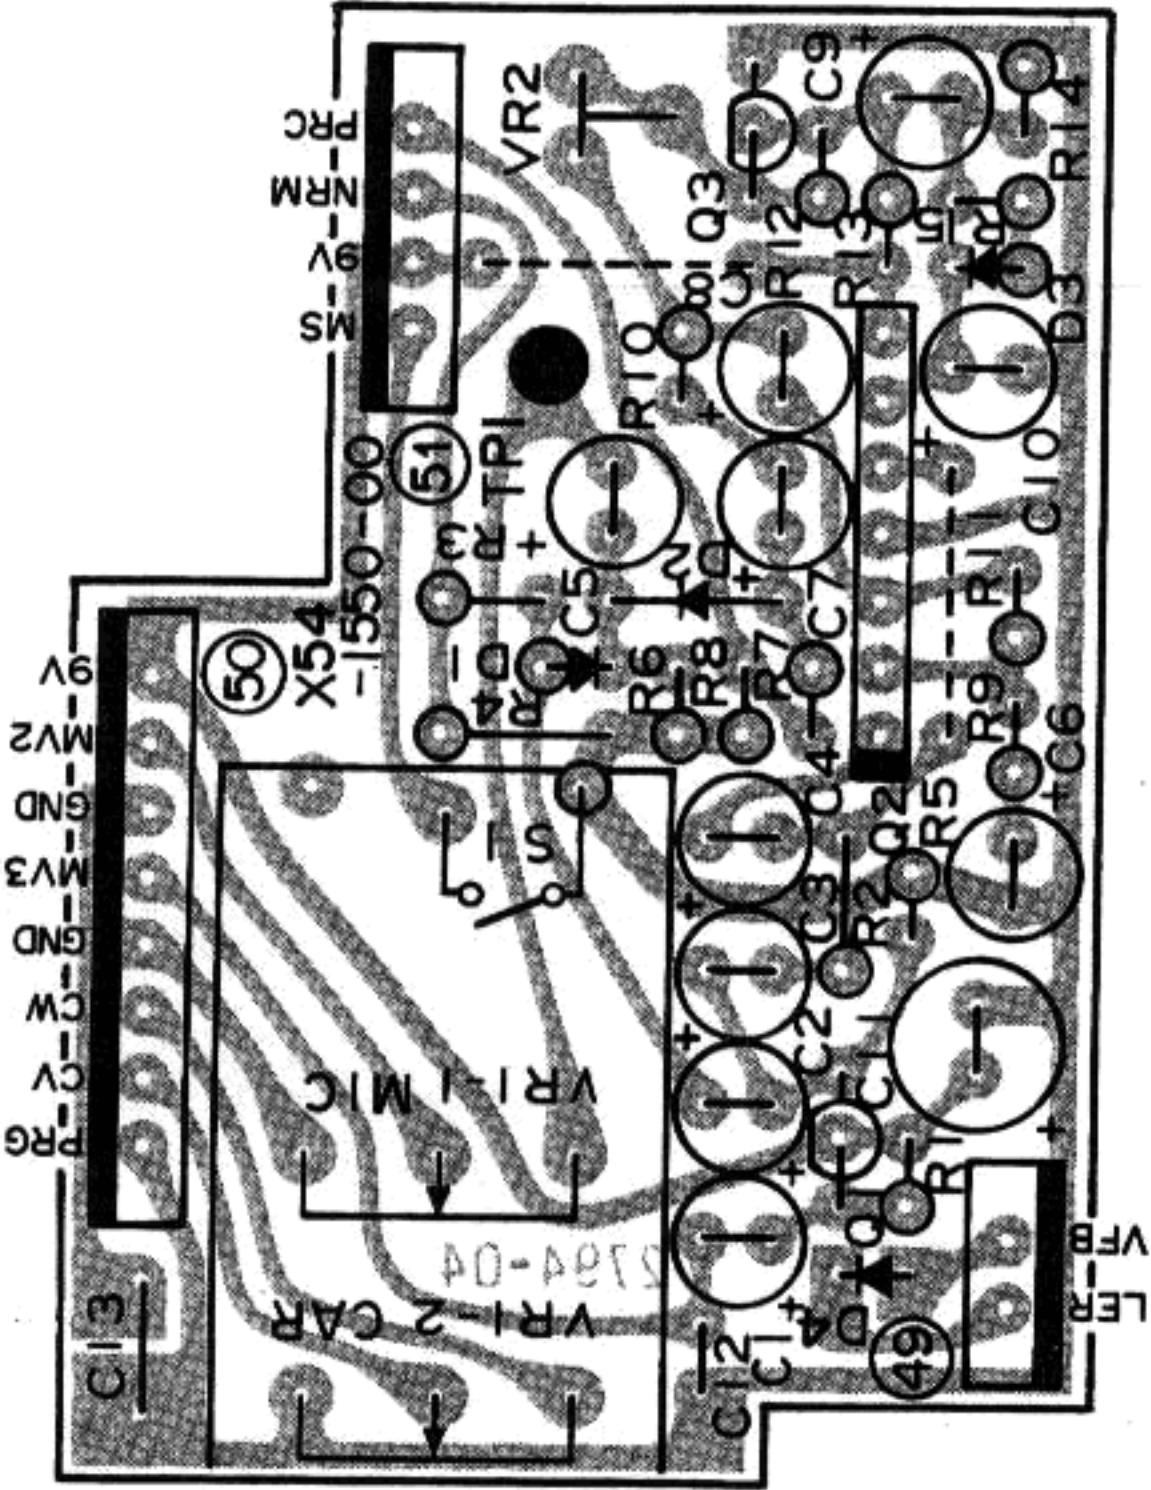 PRC
NRM
9V
MS
VR2
C9
+
R14
Q3
R12
R13
R15
C8
D3
R10
+
+
C10
51
TP1
X54
-1550-00
R3
+
D2
+
C5
C7
R11
50
D1
R4
R6
R8
R7
R9
C6
+
9V
MV2
GND
MV3
GND
CW
CV
PRG
S1
C4
Q2
R5
+
C3
R2
+
C2
C11
+
VR1-1 MIC
+
Q1
R1
2794-04
VR1-2 CAR
+
D4
49
C12
C1
C13
VFB
LER